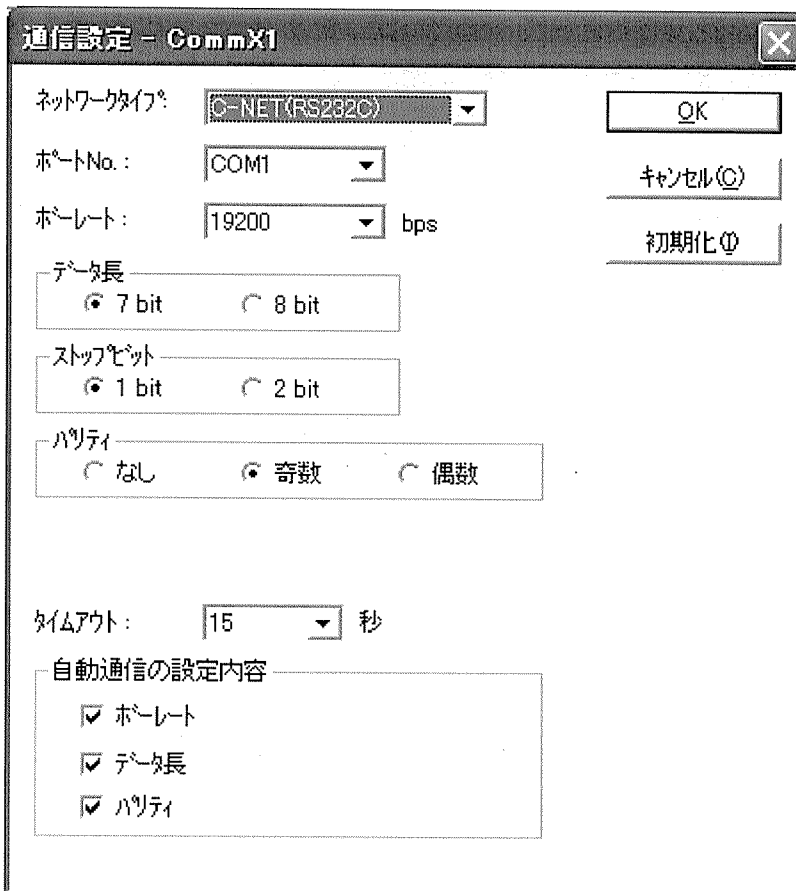 通信設定 - CommX1
ﾈｯﾄﾜｰｸﾀｲﾌﾟ: C-NET(RS232C)
OK
ﾎﾟｰﾄNo.: COM1
ｷｬﾝｾﾙ(C)
ﾎﾞｰﾚｰﾄ: 19200 bps
初期化(I)
ﾃﾞｰﾀ長
7 bit 8 bit
ｽﾄｯﾌﾟﾋﾞｯﾄ
1 bit 2 bit
ﾊﾟﾘﾃｨ
なし 奇数 偶数
ﾀｲﾑｱｳﾄ: 15 秒
自動通信の設定内容
ﾎﾞｰﾚｰﾄ
ﾃﾞｰﾀ長
ﾊﾟﾘﾃｨ